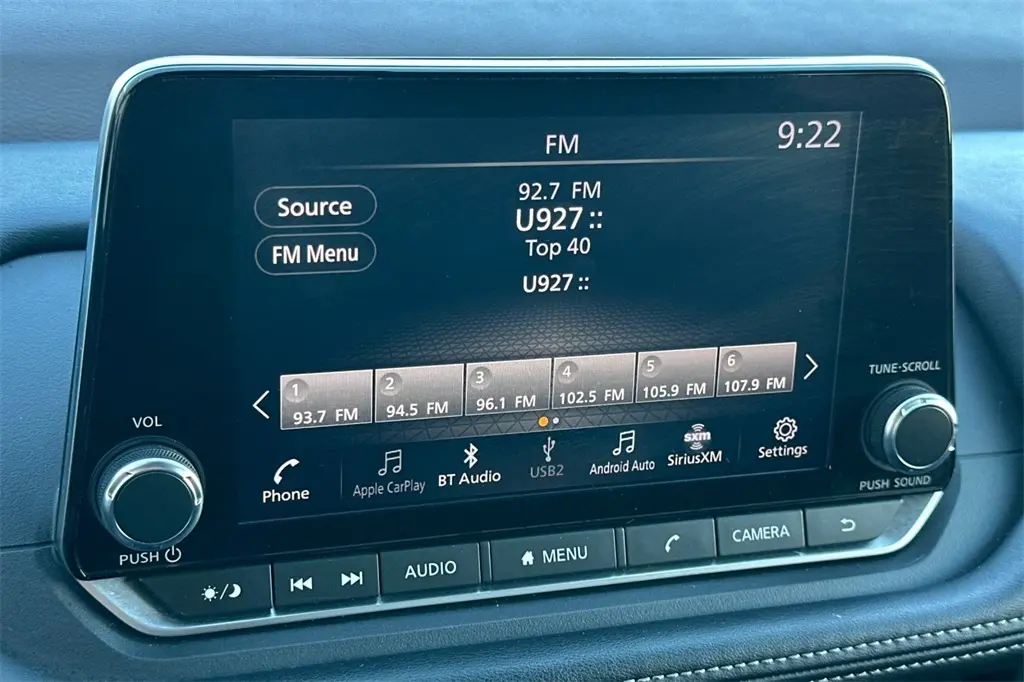 FM
9:22
Source
FM Menu
92.7 FM
U927 ::
Top 40
U927 ::
1 93.7 FM
2 94.5 FM
3 96.1 FM
4 102.5 FM
5 105.9 FM
6 107.9 FM
Phone
Apple CarPlay
BT Audio
USB2
Android Auto
sxm
SiriusXM
Settings
VOL
PUSH
TUNE·SCROLL
PUSH SOUND
AUDIO
MENU
CAMERA